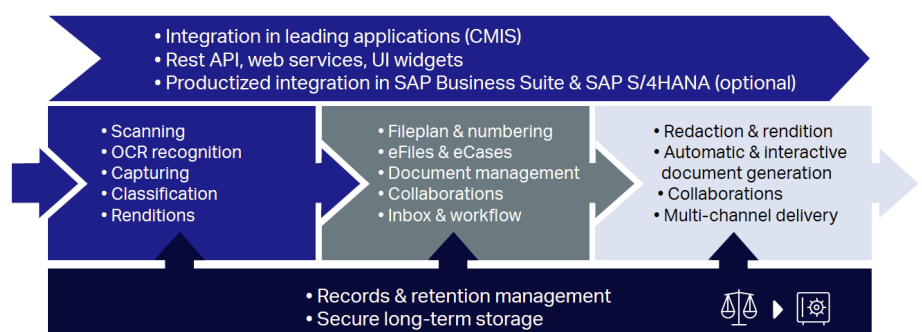 • Integration in leading applications (CMIS)
• Rest API, web services, UI widgets
• Productized integration in SAP Business Suite & SAP S/4HANA (optional)
• Scanning
• OCR recognition
• Capturing
• Classification
• Renditions
• Fileplan & numbering
• eFiles & eCases
• Document management
• Collaborations
• Inbox & workflow
• Redaction & rendition
• Automatic & interactive
document generation
• Collaborations
• Multi-channel delivery
• Records & retention management
• Secure long-term storage